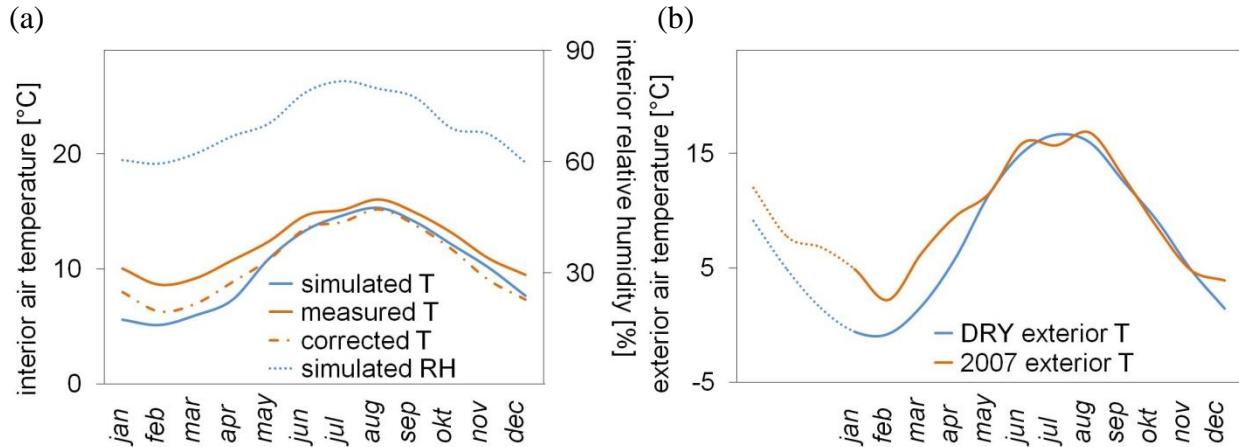 (a)
interior air temperature [°C]
20
10
0
90
60
30
interior relative humidity [%]
simulated T
measured T
corrected T
simulated RH
jan
feb
mar
apr
may
jun
jul
aug
sep
okt
nov
dec
(b)
exterior air temperature [°C]
15
5
-5
DRY exterior T
2007 exterior T
jan
feb
mar
apr
may
jun
jul
aug
sep
okt
nov
dec